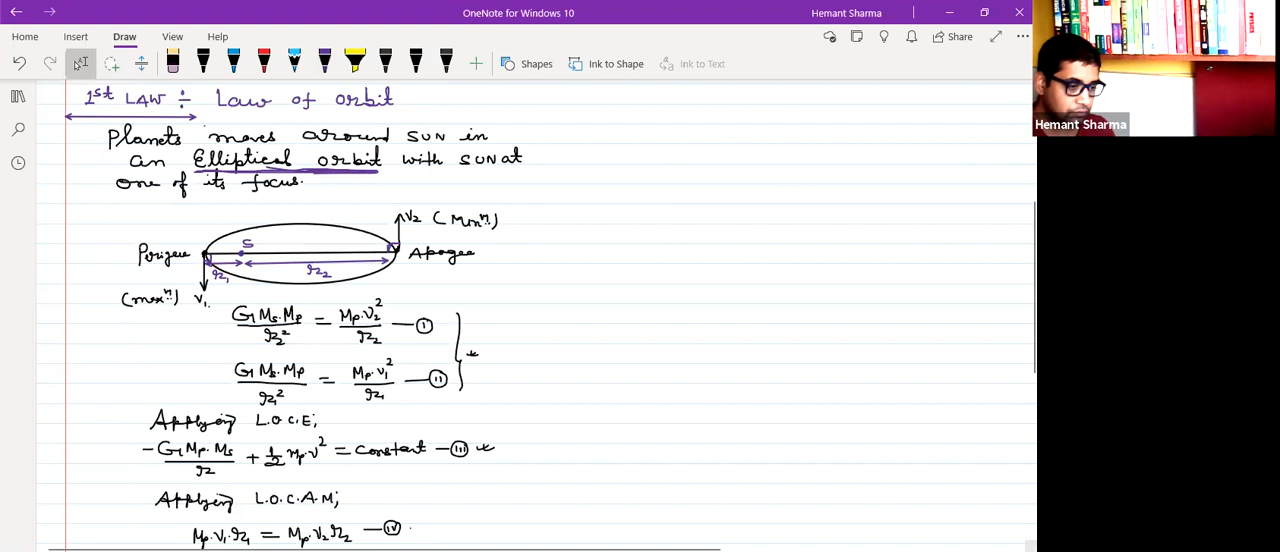 OneNote for Windows 10
Hemant Sharma
Home Insert Draw View Help
Share
Shapes Ink to Shape Ink to Text
1st LAW ÷ Law of orbit
Planets moves around SUN in
an Elliptical orbit with SUN at
one of its focus.
V2 (Minm.)
S
Perigee
Apogee
r1 r2
(maxm.) V1
G Ms.Mp / r2² = Mp.v2² / r2 — (i)
G Ms.Mp / r1² = Mp.v1² / r1 — (ii)
*
Applying L.O.C.E;
- G Mp.Ms / r + 1/2 mp.v² = constant — (iii) *
Applying L.O.C.A.M;
Mp.v1.r1 = Mp.v2 r2 — (iv)
Hemant Sharma
PHYSICS